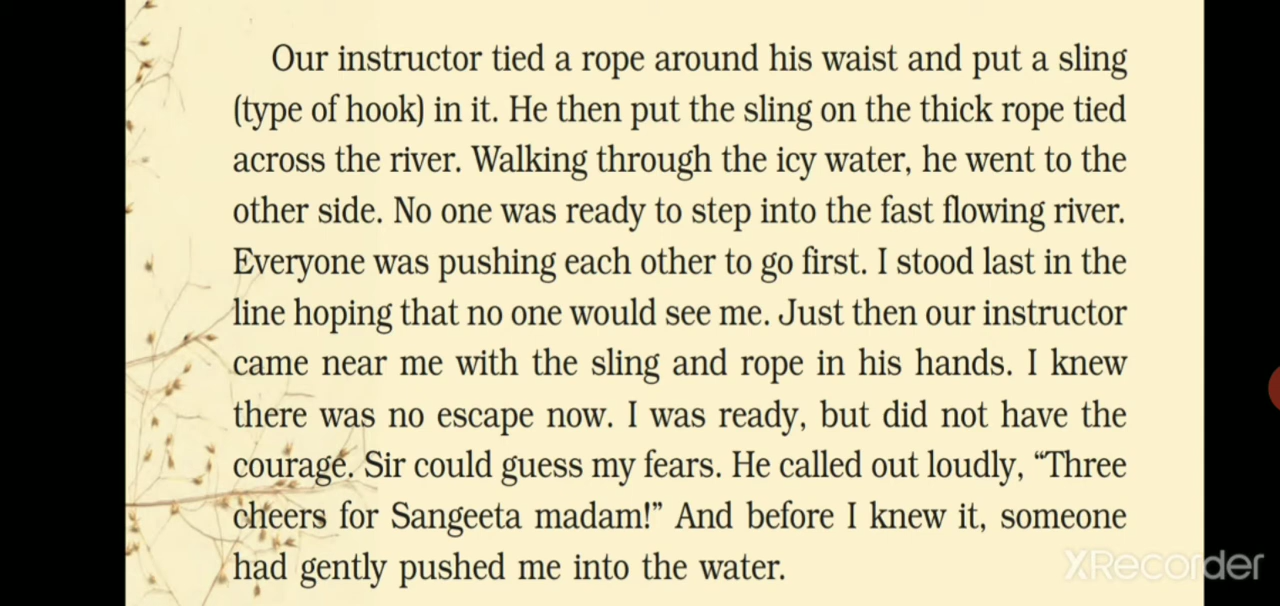 Our instructor tied a rope around his waist and put a sling
(type of hook) in it. He then put the sling on the thick rope tied
across the river. Walking through the icy water, he went to the
other side. No one was ready to step into the fast flowing river.
Everyone was pushing each other to go first. I stood last in the
line hoping that no one would see me. Just then our instructor
came near me with the sling and rope in his hands. I knew
there was no escape now. I was ready, but did not have the
courage. Sir could guess my fears. He called out loudly, “Three
cheers for Sangeeta madam!” And before I knew it, someone
had gently pushed me into the water.
XRecorder